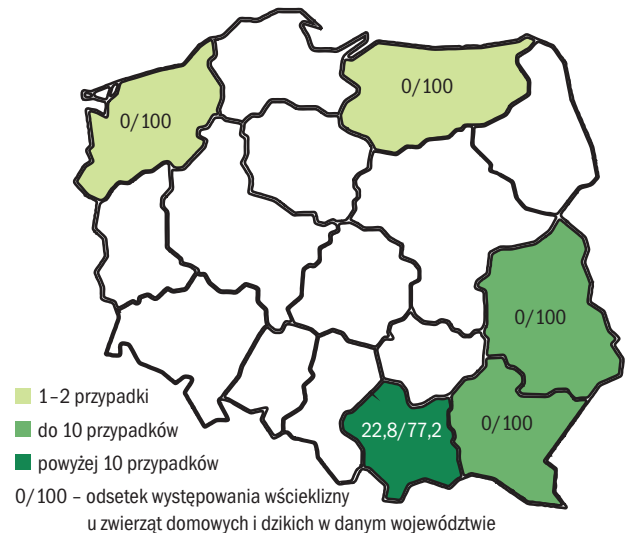 0/100
0/100
0/100
22,8/77,2
0/100
1–2 przypadki
do 10 przypadków
powyżej 10 przypadków
0/100 – odsetek występowania wścieklizny
u zwierząt domowych i dzikich w danym województwie